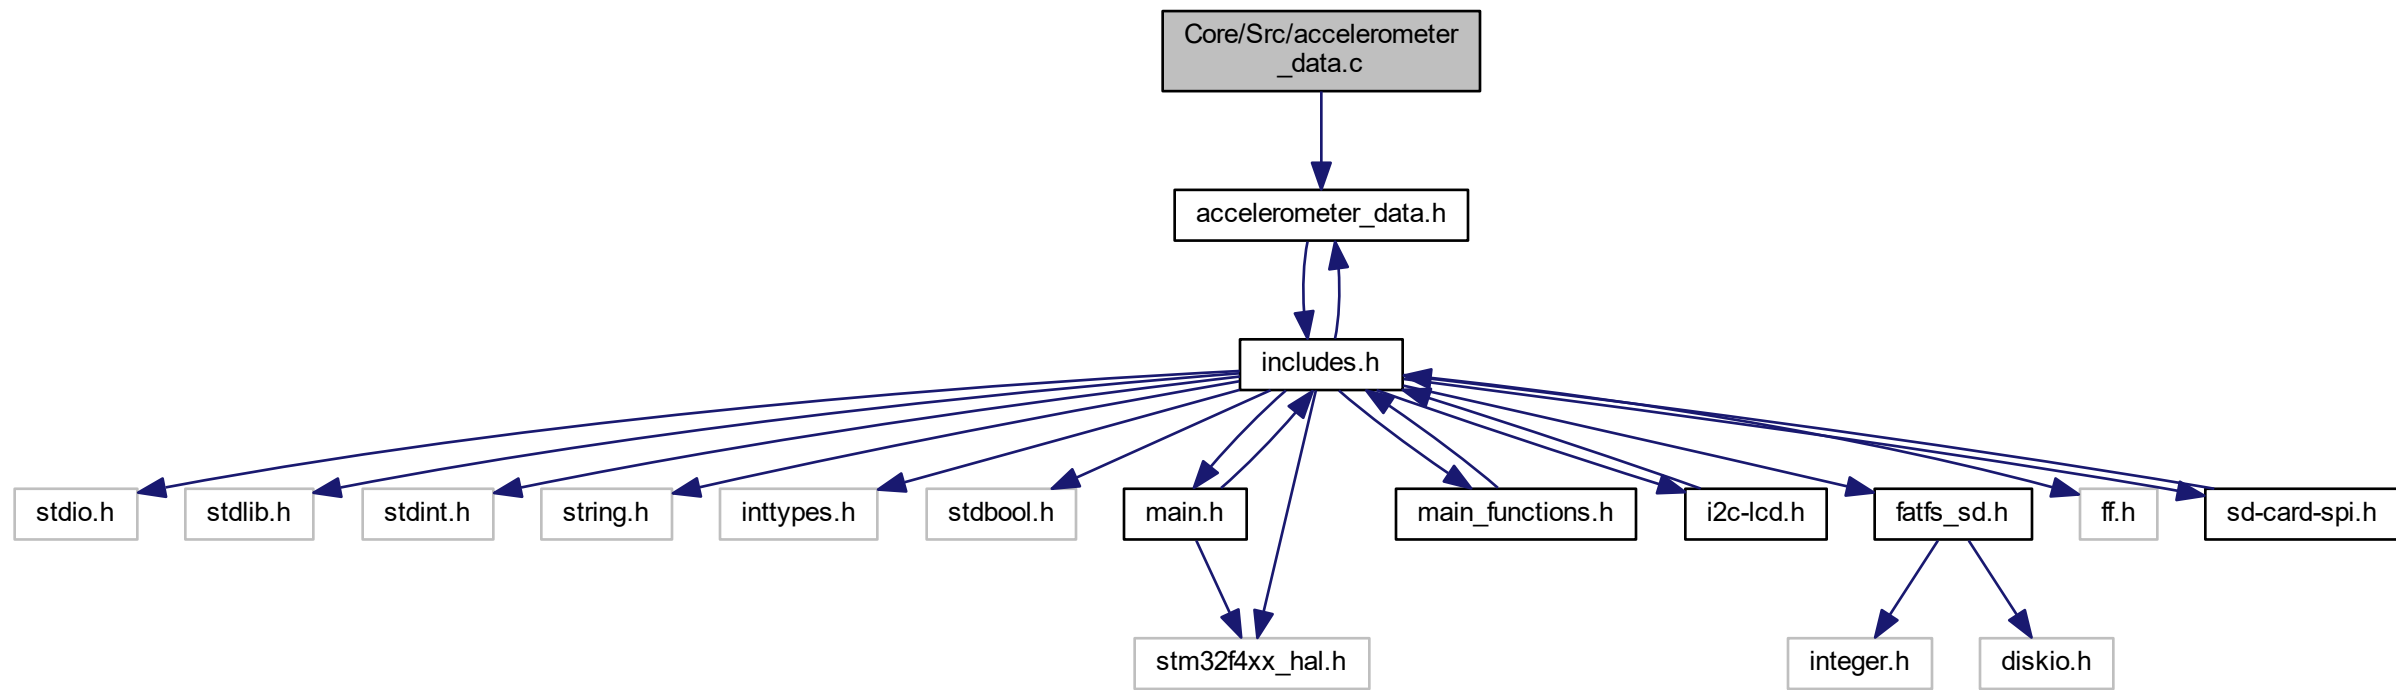 Core/Src/accelerometer
_data.c
accelerometer_data.h
includes.h
stdio.h
stdlib.h
stdint.h
string.h
inttypes.h
stdbool.h
main.h
main_functions.h
i2c-lcd.h
fatfs_sd.h
ff.h
sd-card-spi.h
stm32f4xx_hal.h
integer.h
diskio.h